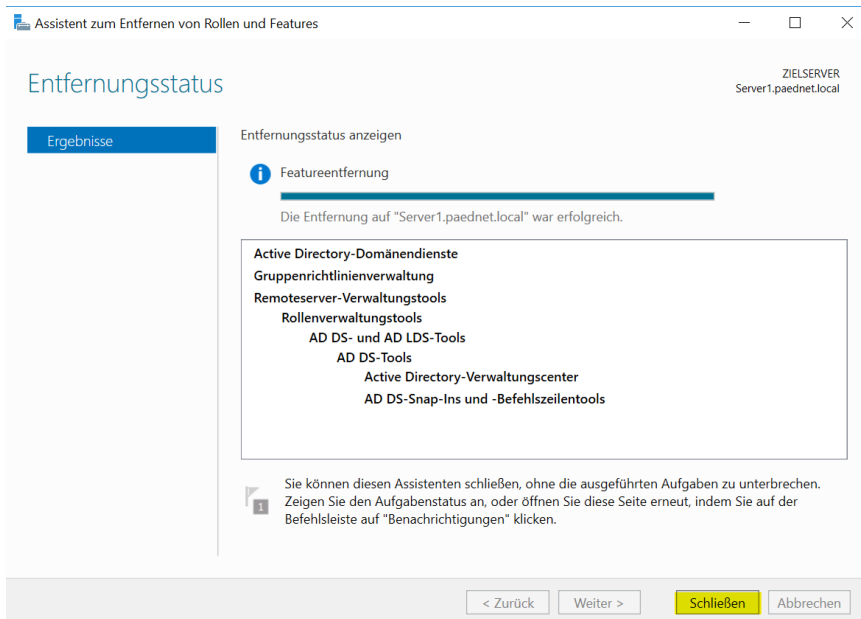 Assistent zum Entfernen von Rollen und Features
Entfernungsstatus
ZIELSERVER
Server1.paednet.local
Ergebnisse
Entfernungsstatus anzeigen
Featureentfernung
Die Entfernung auf "Server1.paednet.local" war erfolgreich.
Active Directory-Domänendienste
Gruppenrichtlinienverwaltung
Remoteserver-Verwaltungstools
Rollenverwaltungstools
AD DS- und AD LDS-Tools
AD DS-Tools
Active Directory-Verwaltungscenter
AD DS-Snap-Ins und -Befehlszeilentools
1
Sie können diesen Assistenten schließen, ohne die ausgeführten Aufgaben zu unterbrechen.
Zeigen Sie den Aufgabenstatus an, oder öffnen Sie diese Seite erneut, indem Sie auf der
Befehlsleiste auf "Benachrichtigungen" klicken.
< Zurück
Weiter >
Schließen
Abbrechen